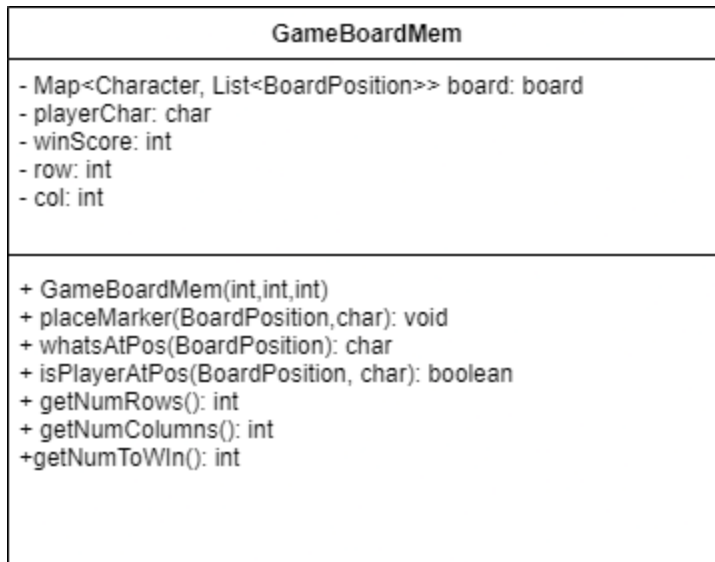 GameBoardMem
- Map<Character, List<BoardPosition>> board: board
- playerChar: char
- winScore: int
- row: int
- col: int
+ GameBoardMem(int,int,int)
+ placeMarker(BoardPosition,char): void
+ whatsAtPos(BoardPosition): char
+ isPlayerAtPos(BoardPosition, char): boolean
+ getNumRows(): int
+ getNumColumns(): int
+getNumToWIn(): int